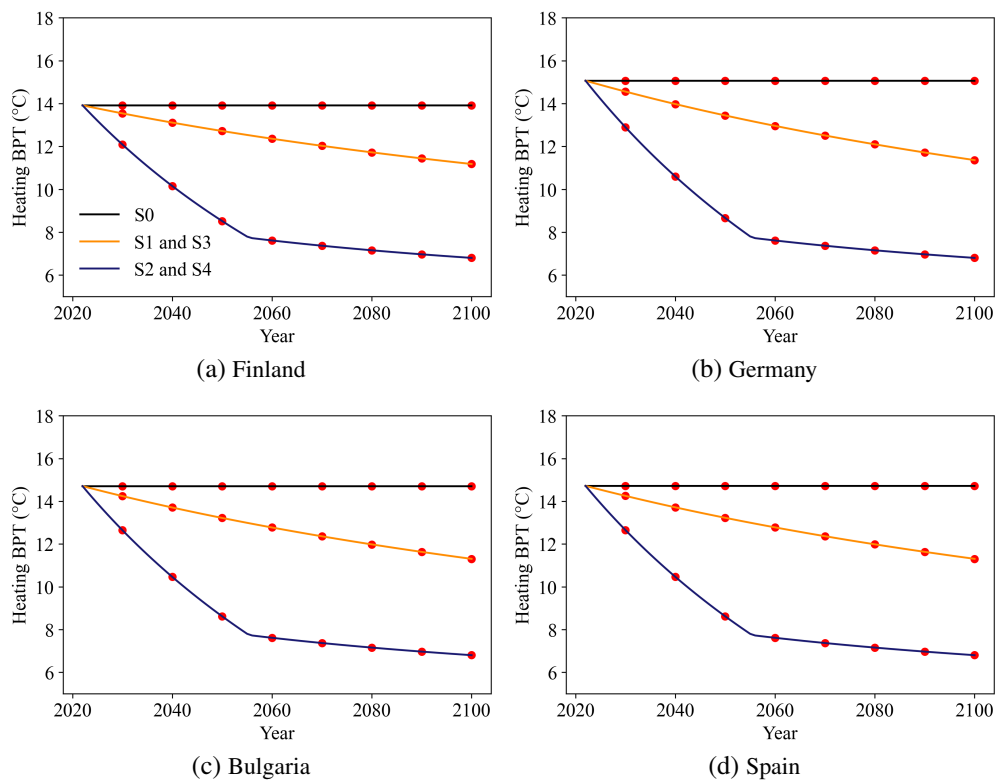 18
16
14
12
10
8
6
Heating BPT (°C)
S0
S1 and S3
S2 and S4
2020 2040 2060 2080 2100
Year
(a) Finland
18
16
14
12
10
8
6
Heating BPT (°C)
2020 2040 2060 2080 2100
Year
(b) Germany
18
16
14
12
10
8
6
Heating BPT (°C)
2020 2040 2060 2080 2100
Year
(c) Bulgaria
18
16
14
12
10
8
6
Heating BPT (°C)
2020 2040 2060 2080 2100
Year
(d) Spain